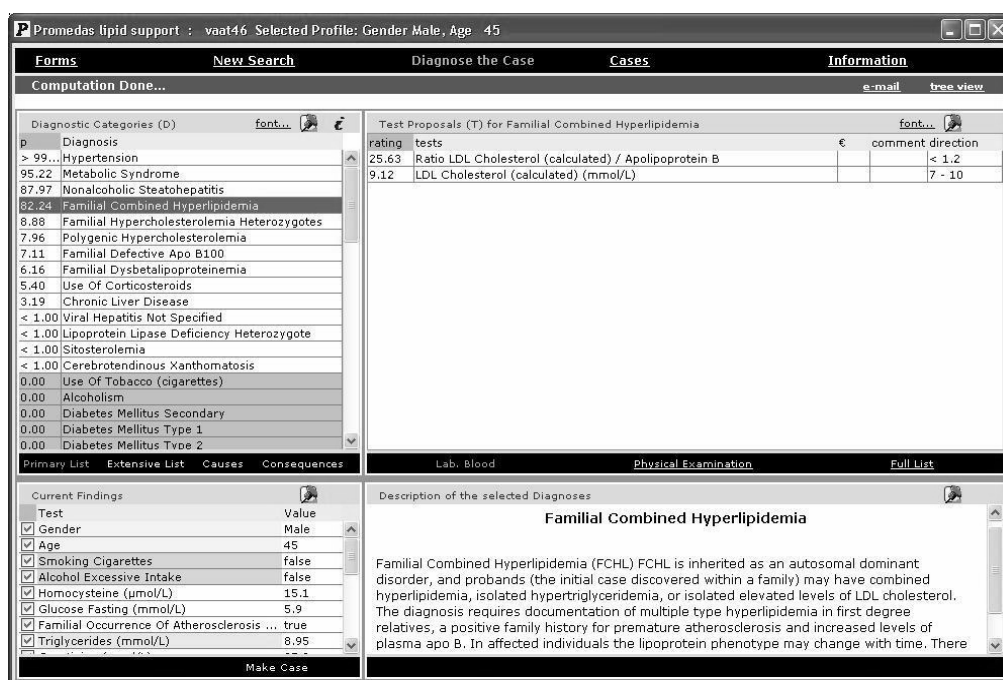 P Promedas lipid support : vaat46 Selected Profile: Gender Male, Age 45
Forms New Search Diagnose the Case Cases Information
Computation Done... e-mail tree view
Diagnostic Categories (D) font... i
p Diagnosis
> 99... Hypertension
95.22 Metabolic Syndrome
87.97 Nonalcoholic Steatohepatitis
82.24 Familial Combined Hyperlipidemia
8.88 Familial Hypercholesterolemia Heterozygotes
7.96 Polygenic Hypercholesterolemia
7.11 Familial Defective Apo B100
6.16 Familial Dysbetalipoproteinemia
5.40 Use Of Corticosteroids
3.19 Chronic Liver Disease
< 1.00 Viral Hepatitis Not Specified
< 1.00 Lipoprotein Lipase Deficiency Heterozygote
< 1.00 Sitosterolemia
< 1.00 Cerebrotendinous Xanthomatosis
0.00 Use Of Tobacco (cigarettes)
0.00 Alcoholism
0.00 Diabetes Mellitus Secondary
0.00 Diabetes Mellitus Type 1
0.00 Diabetes Mellitus Type 2
Primary List Extensive List Causes Consequences
Test Proposals (T) for Familial Combined Hyperlipidemia font...
rating tests € comment direction
25.63 Ratio LDL Cholesterol (calculated) / Apolipoprotein B < 1.2
9.12 LDL Cholesterol (calculated) (mmol/L) 7 - 10
Lab. Blood Physical Examination Full List
Current Findings
Test Value
Gender Male
Age 45
Smoking Cigarettes false
Alcohol Excessive Intake false
Homocysteine (µmol/L) 15.1
Glucose Fasting (mmol/L) 5.9
Familial Occurrence Of Atherosclerosis ... true
Triglycerides (mmol/L) 8.95
Make Case
Description of the selected Diagnoses
Familial Combined Hyperlipidemia
Familial Combined Hyperlipidemia (FCHL) FCHL is inherited as an autosomal dominant
disorder, and probands (the initial case discovered within a family) may have combined
hyperlipidemia, isolated hypertriglyceridemia, or isolated elevated levels of LDL cholesterol.
The diagnosis requires documentation of multiple type hyperlipidemia in first degree
relatives, a positive family history for premature atherosclerosis and increased levels of
plasma apo B. In affected individuals the lipoprotein phenotype may change with time. There